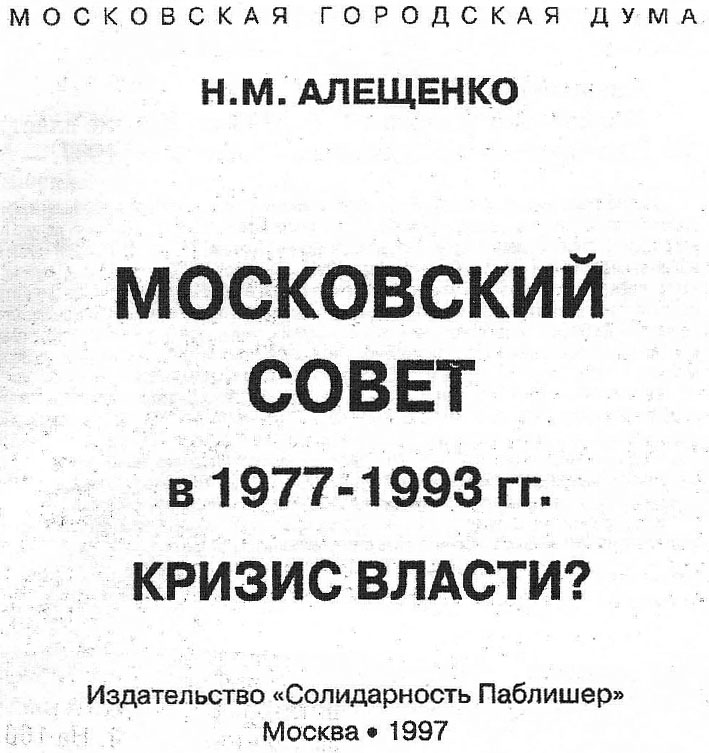 МОСКОВСКАЯ ГОРОДСКАЯ ДУМА
Н.М. АЛЕЩЕНКО
МОСКОВСКИЙ
СОВЕТ
в 1977-1993 гг.
КРИЗИС ВЛАСТИ?
Издательство «Солидарность Паблишер»
Москва • 1997